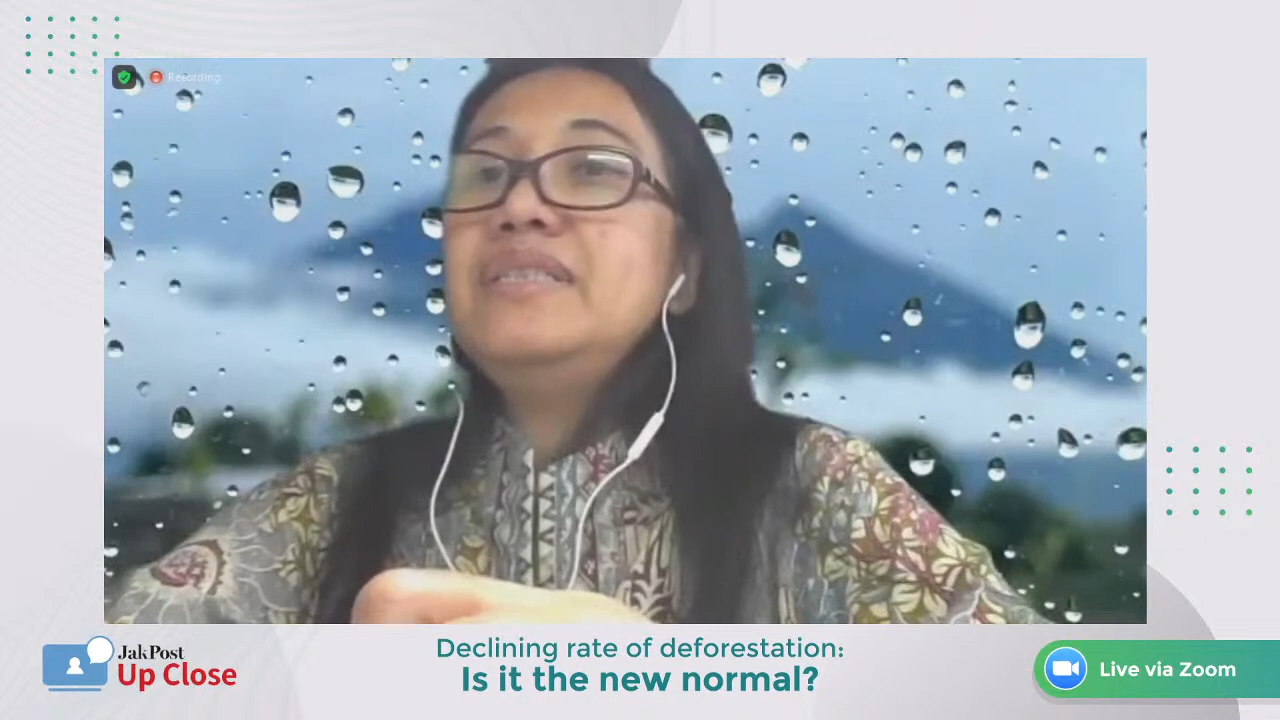 Recording
JakPost
Up Close
Declining rate of deforestation:
Is it the new normal?
Live via Zoom